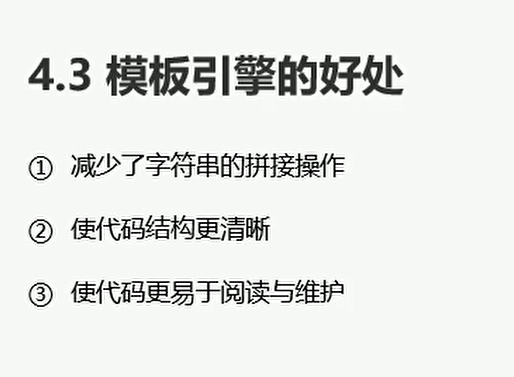 4.3 模板引擎的好处
① 减少了字符串的拼接操作
② 使代码结构更清晰
③ 使代码更易于阅读与维护